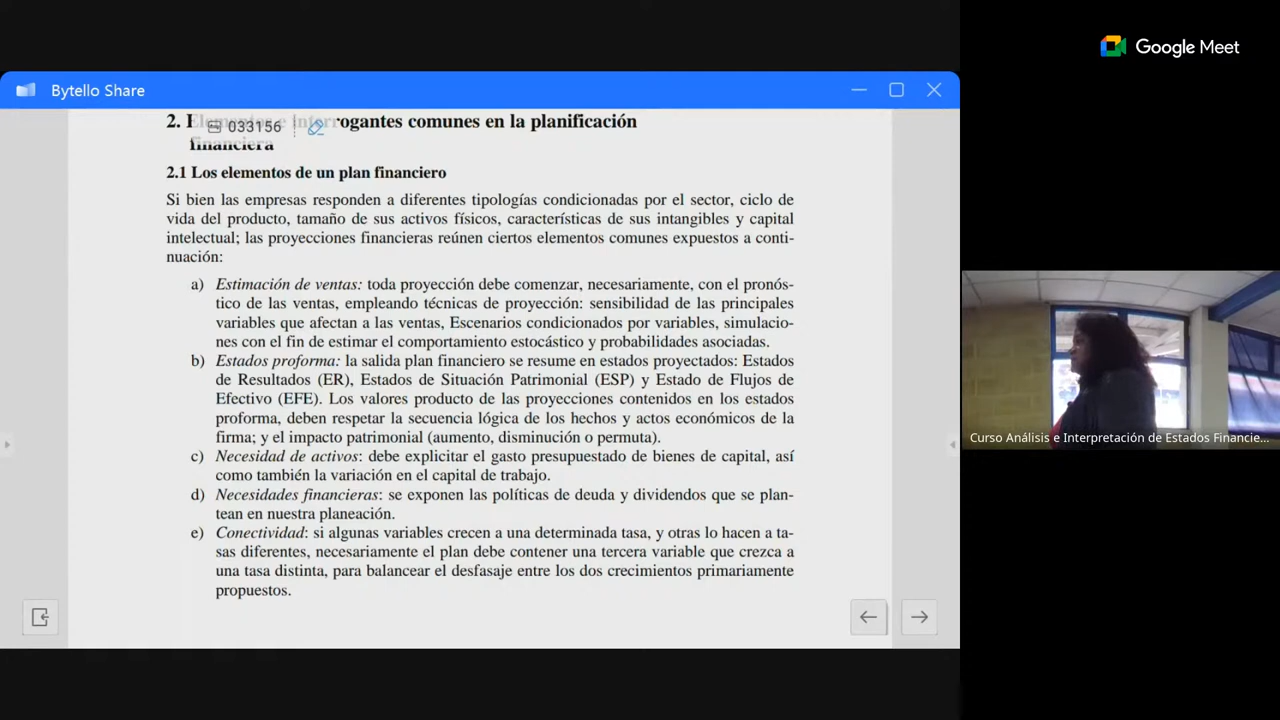 Google Meet
Bytello Share
2. Elementos e interrogantes comunes en la planificación
033156
financiera
2.1 Los elementos de un plan financiero
Si bien las empresas responden a diferentes tipologías condicionadas por el sector, ciclo de
vida del producto, tamaño de sus activos físicos, características de sus intangibles y capital
intelectual; las proyecciones financieras reúnen ciertos elementos comunes expuestos a conti-
nuación:
a) Estimación de ventas: toda proyección debe comenzar, necesariamente, con el pronós-
tico de las ventas, empleando técnicas de proyección: sensibilidad de las principales
variables que afectan a las ventas, Escenarios condicionados por variables, simulacio-
nes con el fin de estimar el comportamiento estocástico y probabilidades asociadas.
b) Estados proforma: la salida plan financiero se resume en estados proyectados: Estados
de Resultados (ER), Estados de Situación Patrimonial (ESP) y Estado de Flujos de
Efectivo (EFE). Los valores producto de las proyecciones contenidos en los estados
proforma, deben respetar la secuencia lógica de los hechos y actos económicos de la
firma; y el impacto patrimonial (aumento, disminución o permuta).
c) Necesidad de activos: debe explicitar el gasto presupuestado de bienes de capital, así
como también la variación en el capital de trabajo.
d) Necesidades financieras: se exponen las políticas de deuda y dividendos que se plan-
tean en nuestra planeación.
e) Conectividad: si algunas variables crecen a una determinada tasa, y otras lo hacen a ta-
sas diferentes, necesariamente el plan debe contener una tercera variable que crezca a
una tasa distinta, para balancear el desfasaje entre los dos crecimientos primariamente
propuestos.
Curso Análisis e Interpretación de Estados Financie...